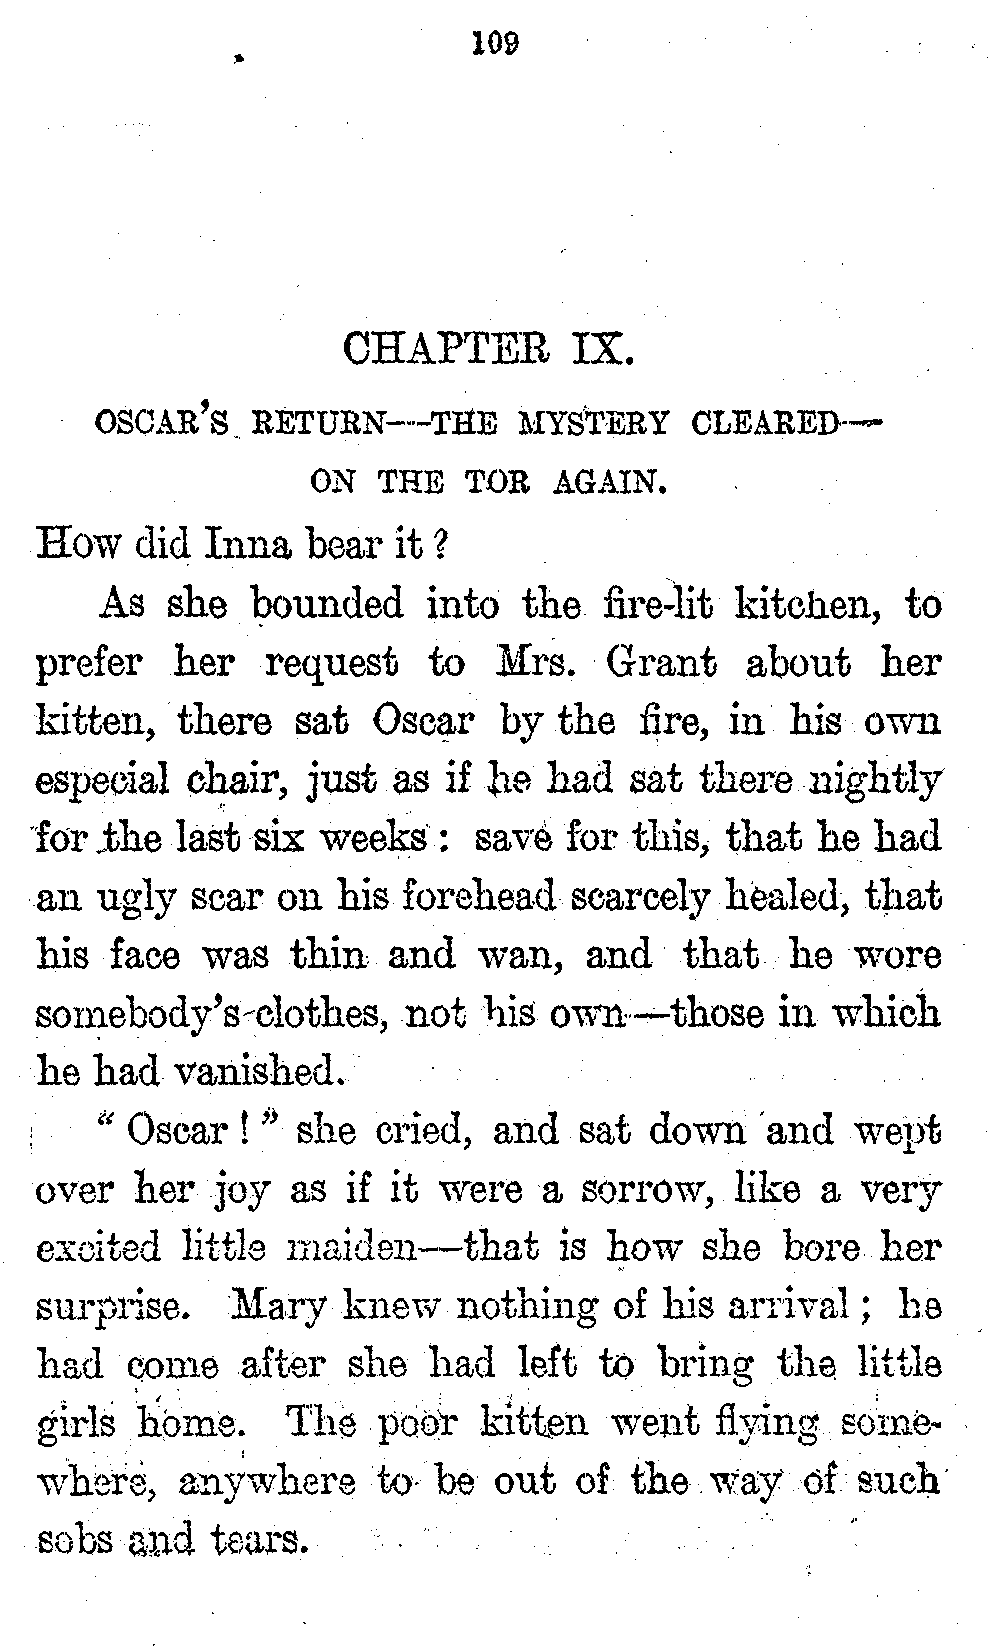 109
CHAPTER IX.
OSCAR'S RETURN—THE MYSTERY CLEARED—
ON THE TOR AGAIN.
How did Inna bear it?
As she bounded into the fire-lit kitchen, to
prefer her request to Mrs. Grant about her
kitten, there sat Oscar by the fire, in his own
especial chair, just as if he had sat there nightly
for the last six weeks: save for this, that he had
an ugly scar on his forehead scarcely healed, that
his face was thin and wan, and that he wore
somebody's clothes, not his own—those in which
he had vanished.
"Oscar!" she cried, and sat down and wept
over her joy as if it were a sorrow, like a very
excited little maiden—that is how she bore her
surprise. Mary knew nothing of his arrival; he
had come after she had left to bring the little
girls home. The poor kitten went flying some-
where, anywhere to be out of the way of such
sobs and tears.